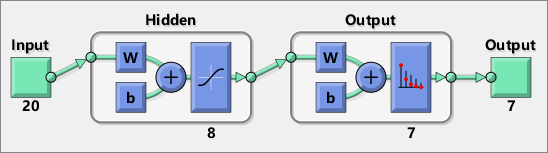 Hidden Output
Input Output
W W
+ +
b b
20 8 7 7